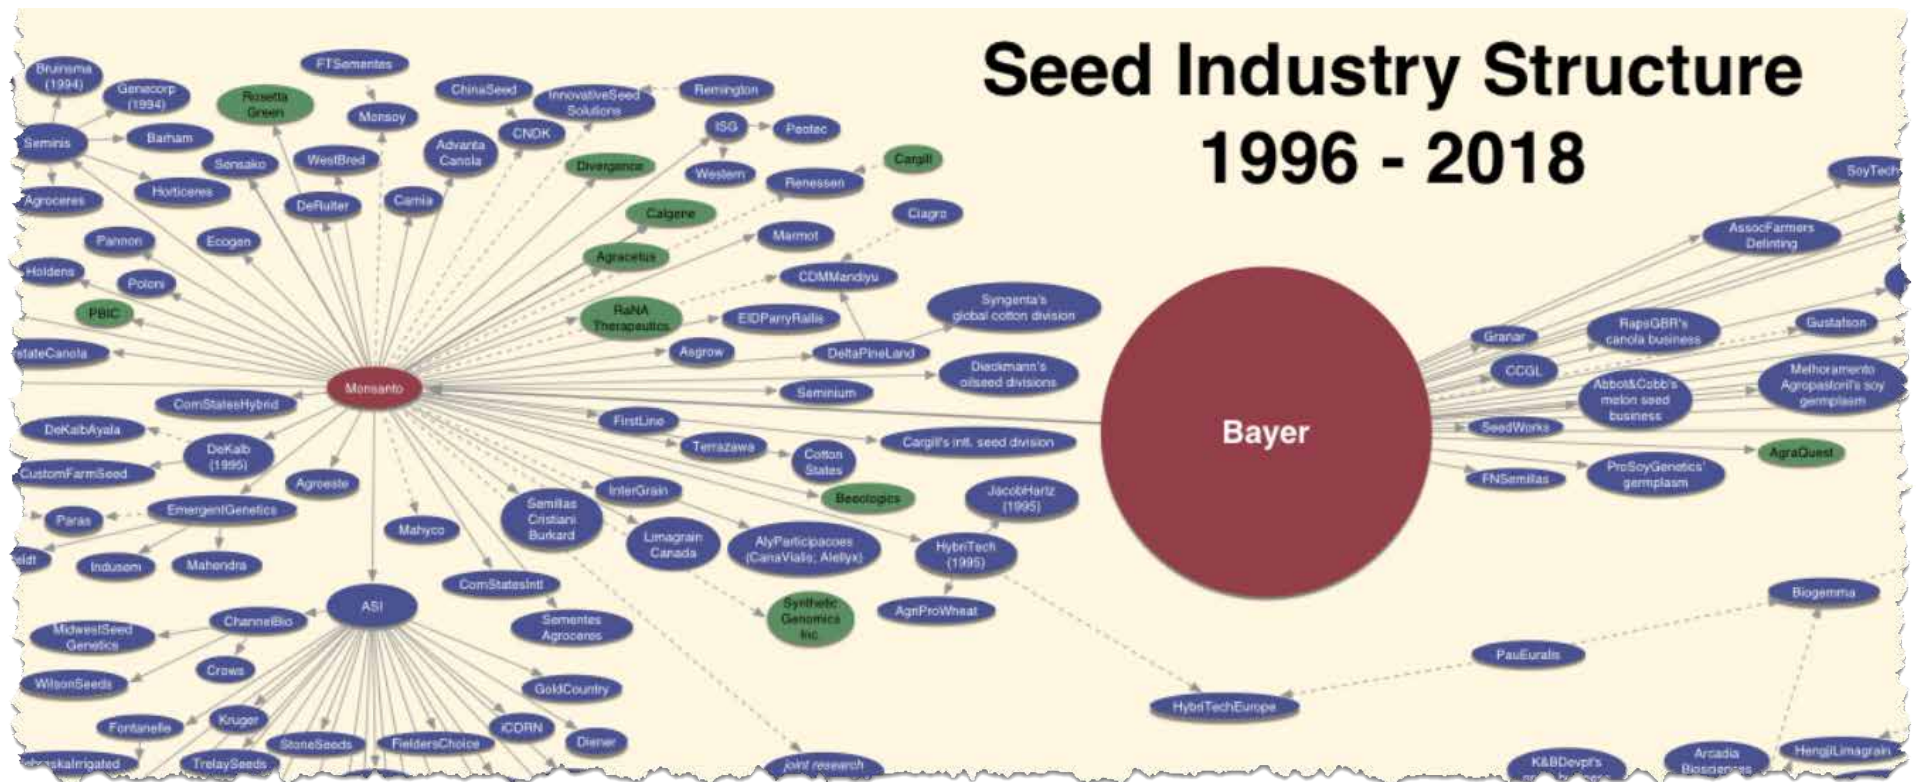 Seed Industry Structure
1996 - 2018
Bruinsma
(1994)
Genecorp
(1994)
FTSementes
Rosetta
Green
Monsoy
ChinaSeed
InnovativeSeed
Solutions
Remington
Seminis
Barham
Sensako
WestBred
Advanta
Canola
CNDK
ISG
Peotec
Divergence
Western
Cargill
Renessen
SoyTech
Agroceres
Horticeres
DeRuiter
Carnia
Calgene
Ciagro
Pannon
Ecogen
Marmot
AssocFarmers
Delinting
Agracetus
Holdens
Poloni
CDMMandiyu
PBIC
RaNA
Therapeutics
EIDParryRallis
Syngenta's
global cotton division
Granar
RapsGBR's
canola business
Gustafson
stateCanola
Asgrow
DeltaPineLand
Dieckmann's
oilseed divisions
CCGL
Melhoramento
Agropastoril's soy
germplasm
Monsanto
Seminium
Abbot&Cobb's
melon seed
business
ComStatesHybrid
FirstLine
Bayer
SeedWorks
DeKalbAyala
Terrazawa
Cargill's intl. seed division
DeKalb
(1995)
Cotton
States
AgraQuest
CustomFarmSeed
Agroeste
FNSemillas
ProSoyGenetics'
germplasm
InterGrain
Beeologics
JacobHartz
(1995)
Paras
EmergentGenetics
Semillas
Cristiani
Burkard
Mahyco
Limagrain
Canada
AlyParticipacoes
(CanaVialis; Alellyx)
HybriTech
(1995)
Indusem
Mahendra
ComStatesIntl
Biogemma
ASI
Synthetic
Genomics
Inc
AgriProWheat
ChannelBio
MidwestSeed
Genetics
Sementes
Agroceres
PauEuralis
Crows
WilsonSeeds
GoldCountry
HybriTechEurope
Fontanelle
Kruger
iCORN
StoneSeeds
FieldersChoice
Diener
TrelaySeeds
joint research
K&BDevpl's
Arcadia
Biosciences
HengjiLimagrain